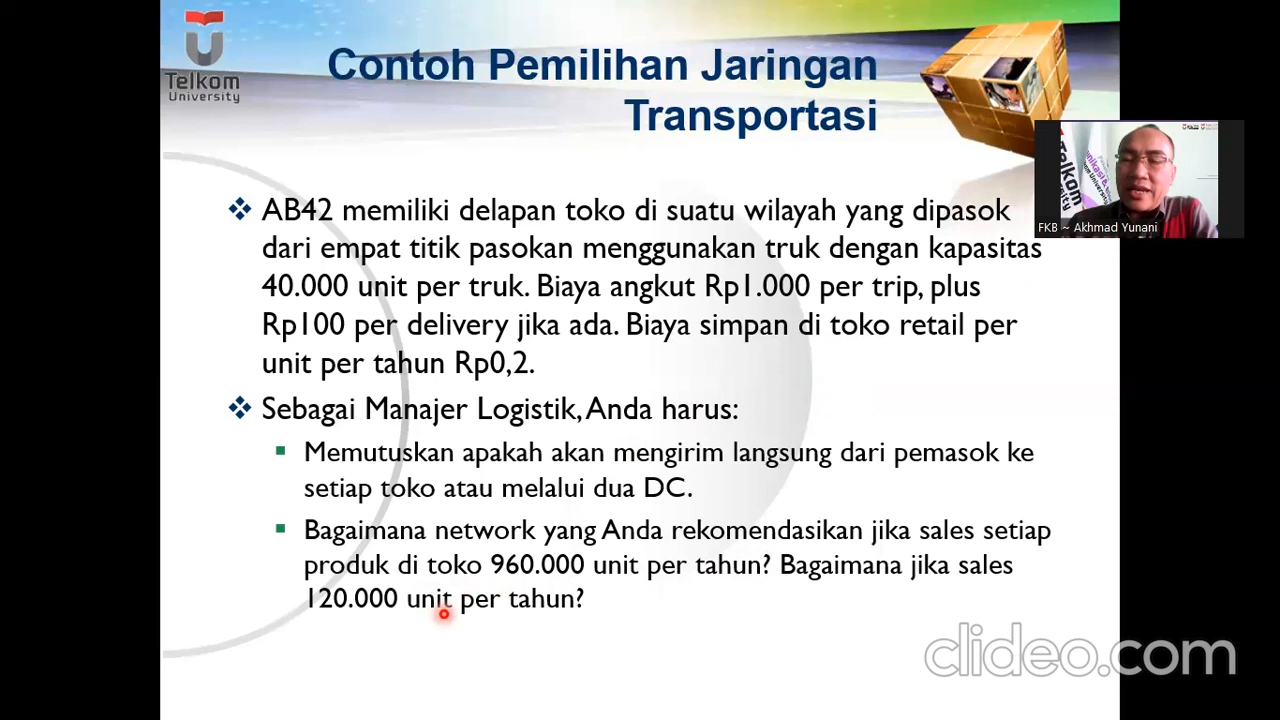 Telkom
University
Contoh Pemilihan Jaringan
Transportasi
Telkom
FKB ~ Akhmad Yunani
AB42 memiliki delapan toko di suatu wilayah yang dipasok
dari empat titik pasokan menggunakan truk dengan kapasitas
40.000 unit per truk. Biaya angkut Rp1.000 per trip, plus
Rp100 per delivery jika ada. Biaya simpan di toko retail per
unit per tahun Rp0,2.
Sebagai Manajer Logistik, Anda harus:
Memutuskan apakah akan mengirim langsung dari pemasok ke
setiap toko atau melalui dua DC.
Bagaimana network yang Anda rekomendasikan jika sales setiap
produk di toko 960.000 unit per tahun? Bagaimana jika sales
120.000 unit per tahun?
clideo.com